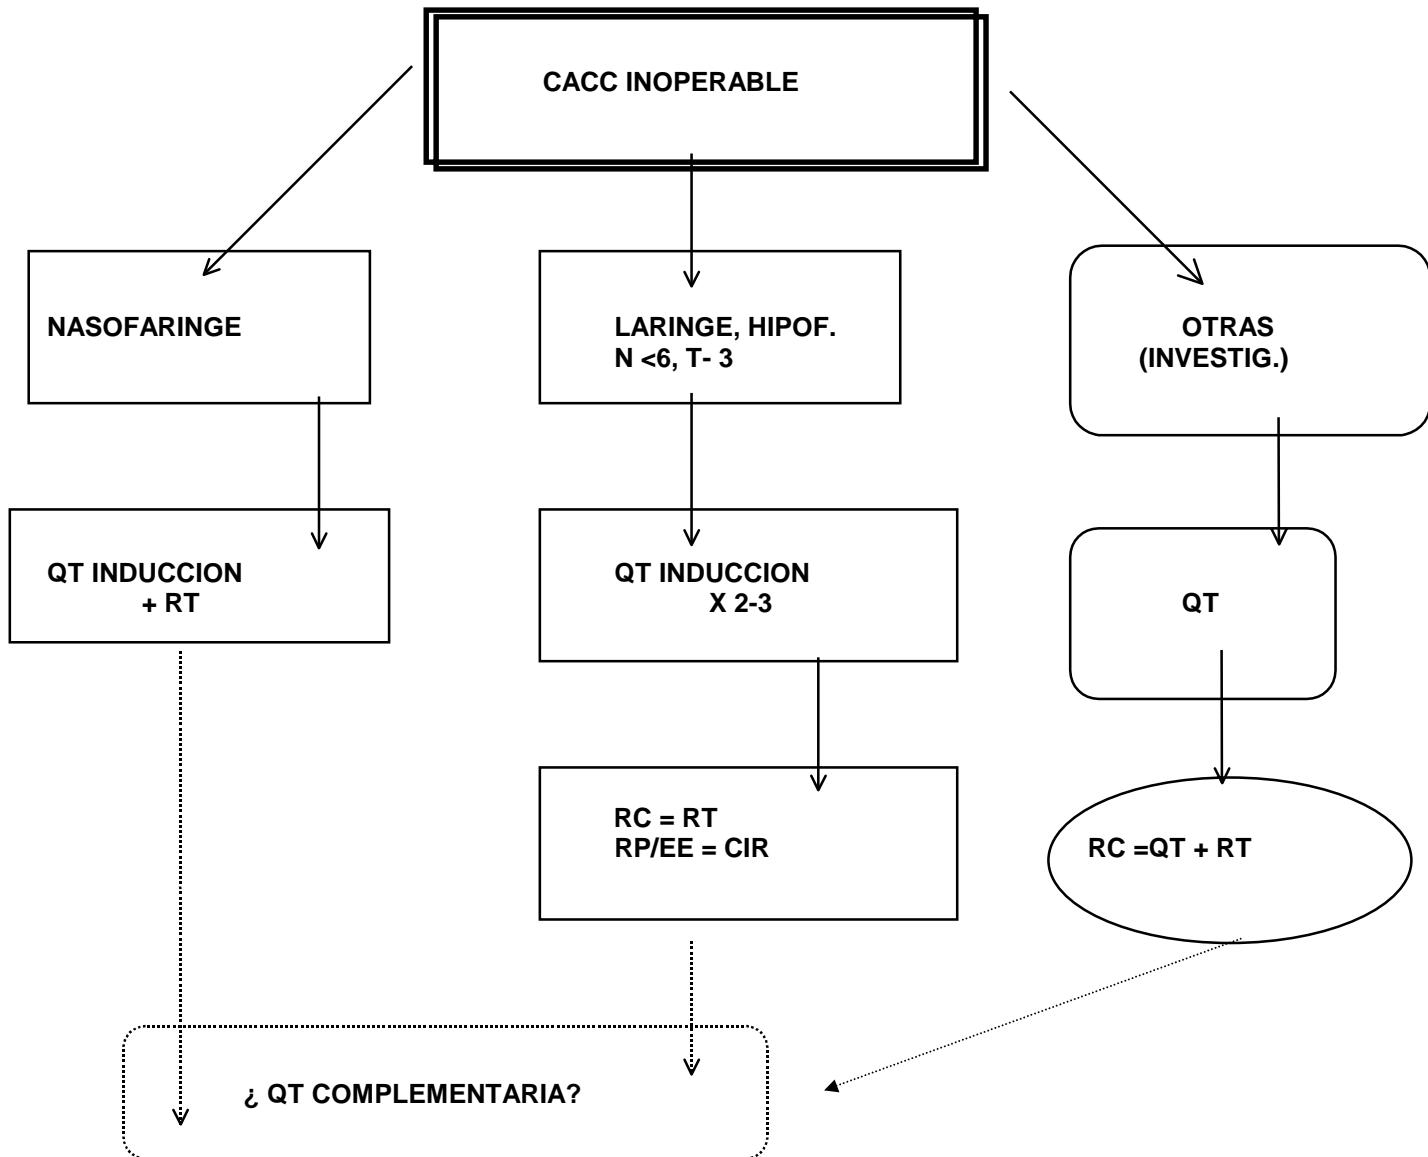 CACC INOPERABLE
NASOFARINGE
LARINGE, HIPOF.
N <6, T- 3
OTRAS
(INVESTIG.)
QT INDUCCION
+ RT
QT INDUCCION
X 2-3
QT
RC = RT
RP/EE = CIR
RC =QT + RT
¿ QT COMPLEMENTARIA?